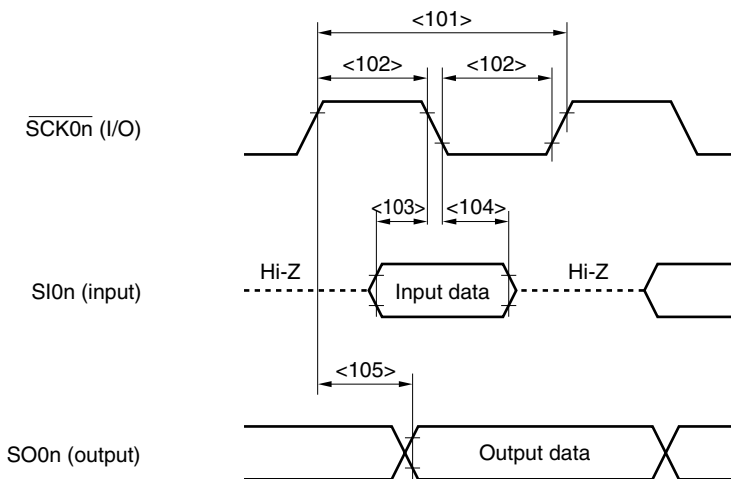 <101>
<102> <102>
SCK0n (I/O)
<103> <104>
Hi-Z Hi-Z
SI0n (input) Input data
<105>
SO0n (output) Output data